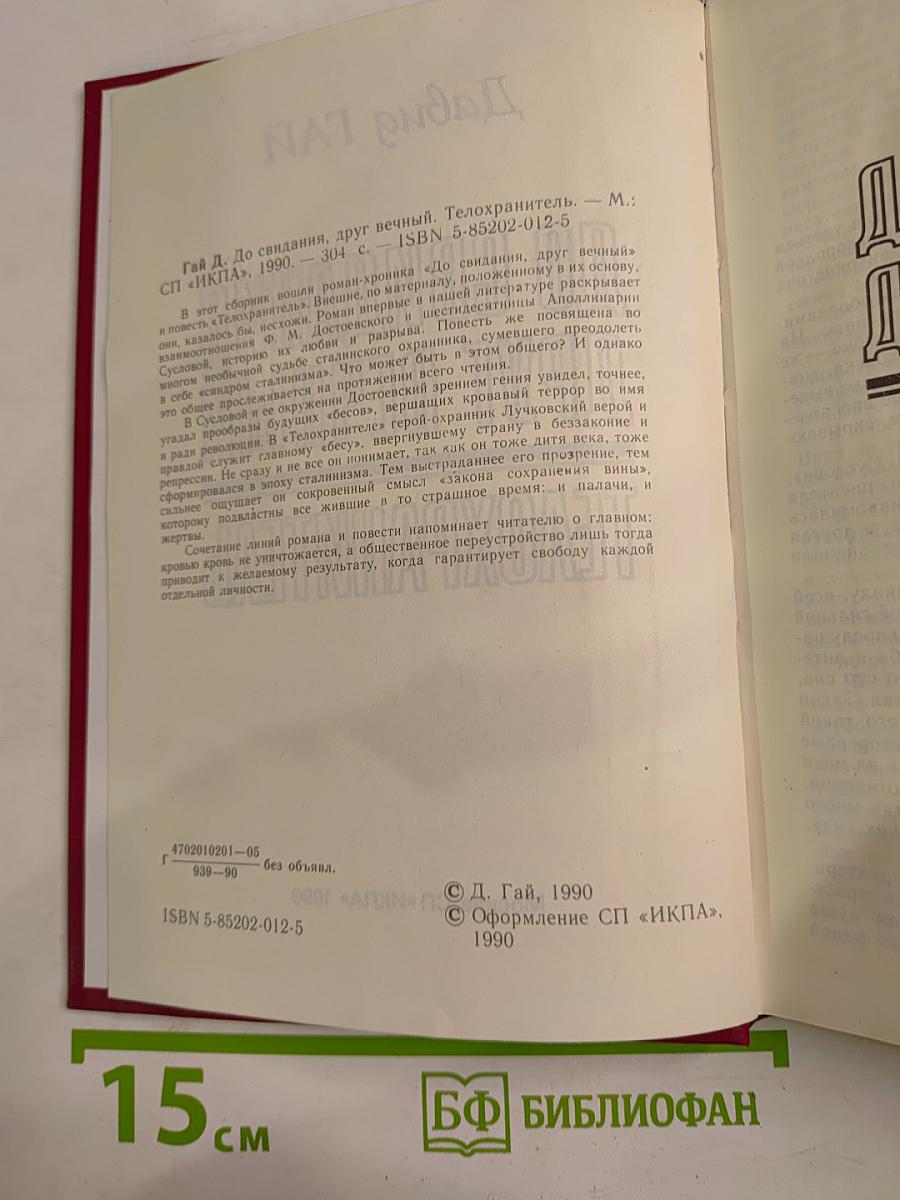 Гай Д. До свидания, друг вечный. Телохранитель. — М.:
СП «ИКПА», 1990. — 304 с. — ISBN 5-85202-012-5
В этот сборник вошли роман-хроника «До свидания, друг вечный»
и повесть «Телохранитель». Внешне, по материалу, положенному в их основу,
они, казалось бы, несхожи. Роман впервые в нашей литературе раскрывает
взаимоотношения Ф. М. Достоевского и шестидесятницы Аполлинарии
Сусловой, историю их любви и разрыва. Повесть же посвящена во
многом необычной судьбе сталинского охранника, сумевшего преодолеть
в себе «синдром сталинизма». Что может быть в этом общего? И однако
это общее прослеживается на протяжении всего чтения.
В Сусловой и ее окружении Достоевский зрением гения увидел, точнее,
угадал прообразы будущих «бесов», вершащих кровавый террор во имя
и ради революции. В «Телохранителе» герой-охранник Лучковский верой и
правдой служит главному «бесу», ввергнувшему страну в беззаконие и
репрессии. Не сразу и не все он понимает, так как он тоже дитя века, тоже
сформировался в эпоху сталинизма. Тем выстраданнее его прозрение, тем
сильнее ощущает он сокровенный смысл «закона сохранения вины»,
которому подвластны все жившие в то страшное время: и палачи, и
жертвы.
Сочетание линий романа и повести напоминает читателю о главном:
кровью кровь не уничтожается, а общественное переустройство лишь тогда
приводит к желаемому результату, когда гарантирует свободу каждой
отдельной личности.
Г 4702010201—05
939—90 без объявл.
ISBN 5-85202-012-5
© Д. Гай, 1990
© Оформление СП «ИКПА»,
1990
Д
Д
15 см
БФ БИБЛИОФАН